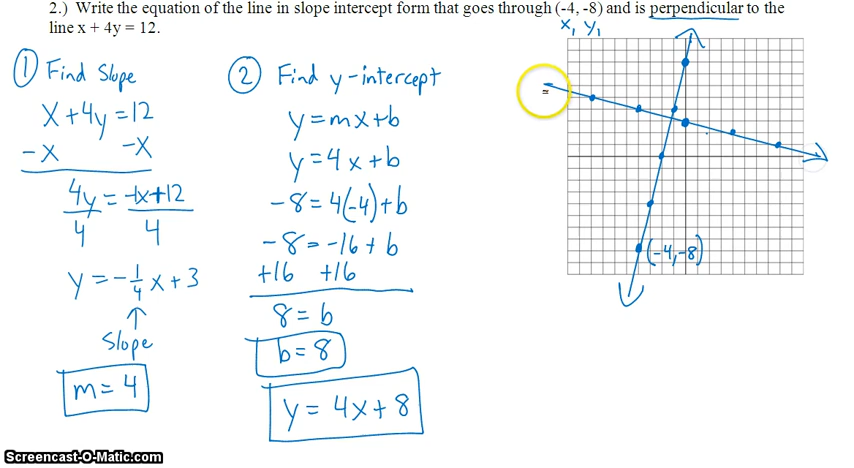 2.) Write the equation of the line in slope intercept form that goes through (-4, -8) and is perpendicular to the
line x + 4y = 12.
x₁ y₁
① Find Slope
x + 4y = 12
-x -x
4y = -1x + 12
4 4
y = -1/4 x + 3
↑
Slope
m = 4
② Find y-intercept
y = mx + b
y = 4x + b
-8 = 4(-4) + b
-8 = -16 + b
+16 +16
8 = b
b = 8
y = 4x + 8
(-4, -8)
Screencast-O-Matic.com